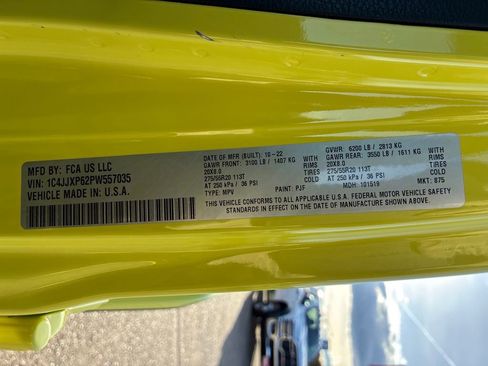 MFD BY: FCA US LLC
VIN: 1C4JJXP62PW557035
VEHICLE MADE IN U.S.A.
DATE OF MFR (BUILT): 10-22
GAWR FRONT: 3100 LB / 1407 KG
20X8.0 RIMS
275/55R20 113T TIRES
AT 250 kPa / 36 PSI COLD
TYPE: MPV
PAINT: PJF
GVWR: 6200 LB / 2813 KG
GAWR REAR: 3550 LB / 1611 KG
20X8.0 RIMS
275/55R20 113T TIRES
AT 250 kPa / 36 PSI COLD
MDH: 101519
MKT: 875
THIS VEHICLE CONFORMS TO ALL APPLICABLE U.S.A. FEDERAL MOTOR VEHICLE SAFETY
STANDARDS IN EFFECT ON THE DATE OF MANUFACTURE SHOWN ABOVE.